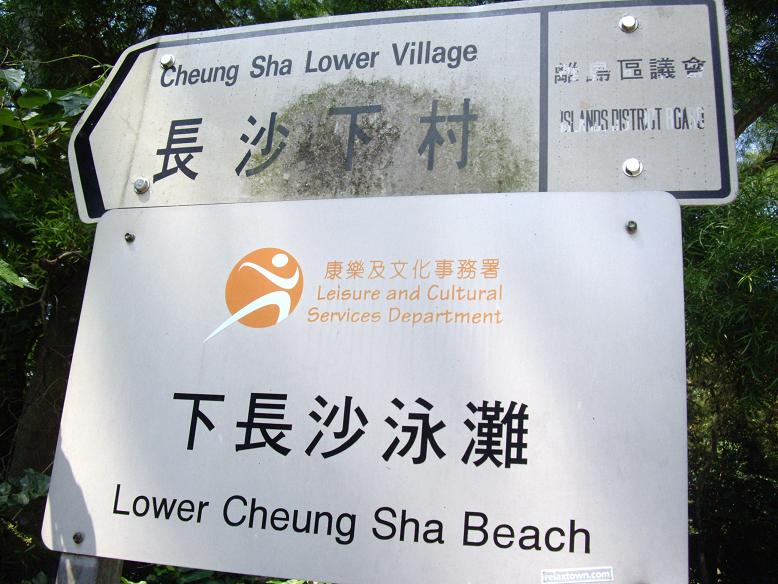 Cheung Sha Lower Village
長沙下村
離島區議會
ISLANDS DISTRICT
康樂及文化事務署
Leisure and Cultural
Services Department
下長沙泳灘
Lower Cheung Sha Beach
relaxtown.com